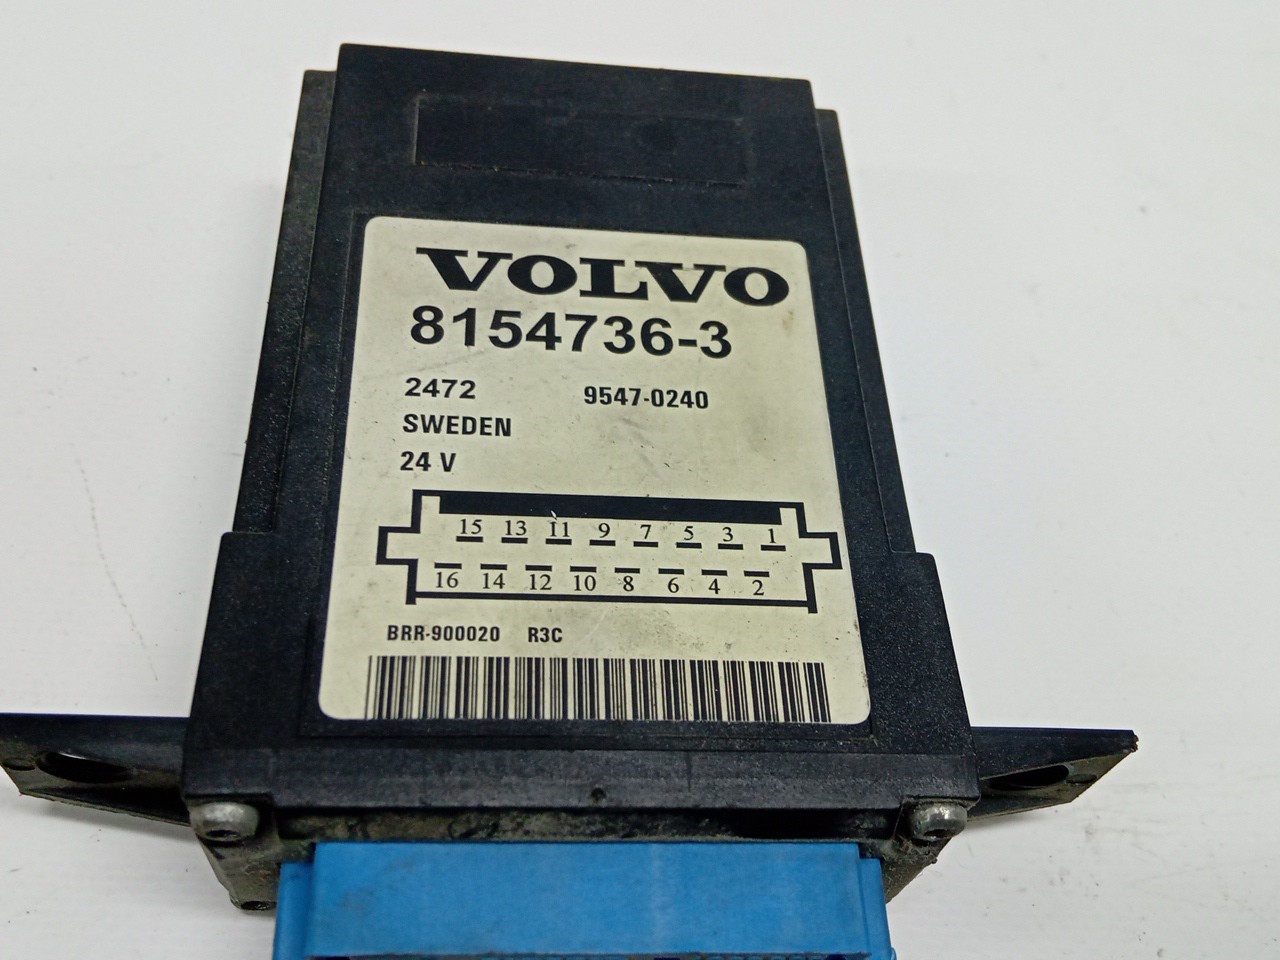 VOLVO
8154736-3
2472 9547-0240
SWEDEN
24 V
15 13 11 9 7 5 3 1
16 14 12 10 8 6 4 2
BRR-900020 R3C